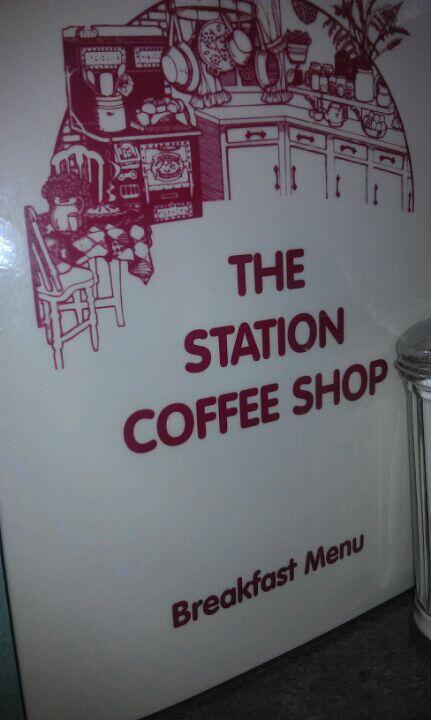 THE
STATION
COFFEE SHOP
Breakfast Menu